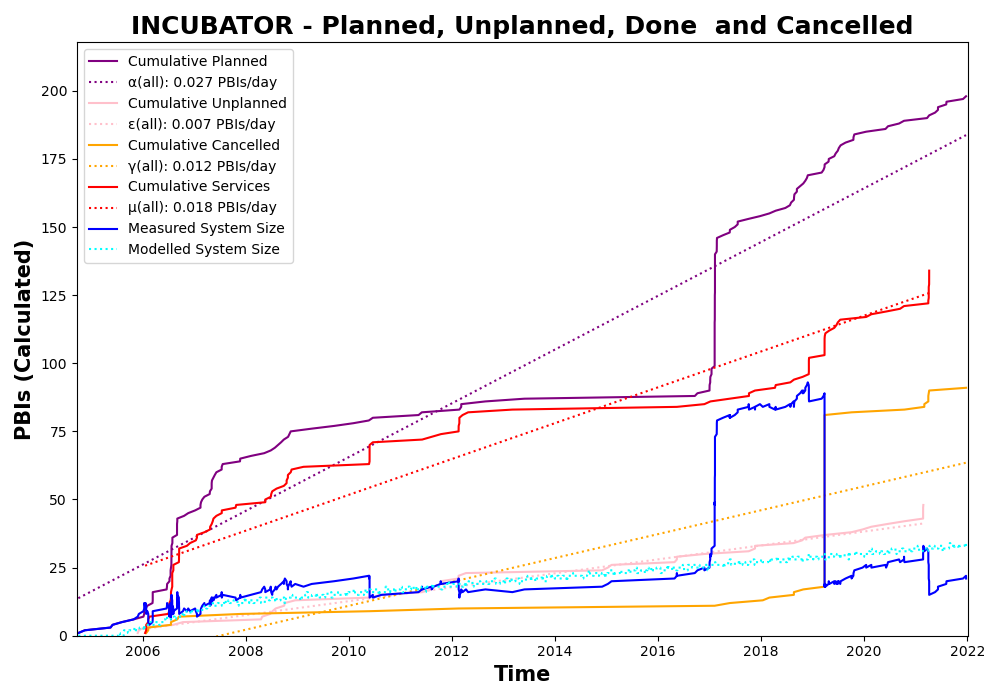 INCUBATOR - Planned, Unplanned, Done  and Cancelled
PBIs (Calculated)
200
175
150
125
100
75
50
25
0
Cumulative Planned
α(all): 0.027 PBIs/day
Cumulative Unplanned
ε(all): 0.007 PBIs/day
Cumulative Cancelled
γ(all): 0.012 PBIs/day
Cumulative Services
μ(all): 0.018 PBIs/day
Measured System Size
Modelled System Size
2006 2008 2010 2012 2014 2016 2018 2020 2022
Time